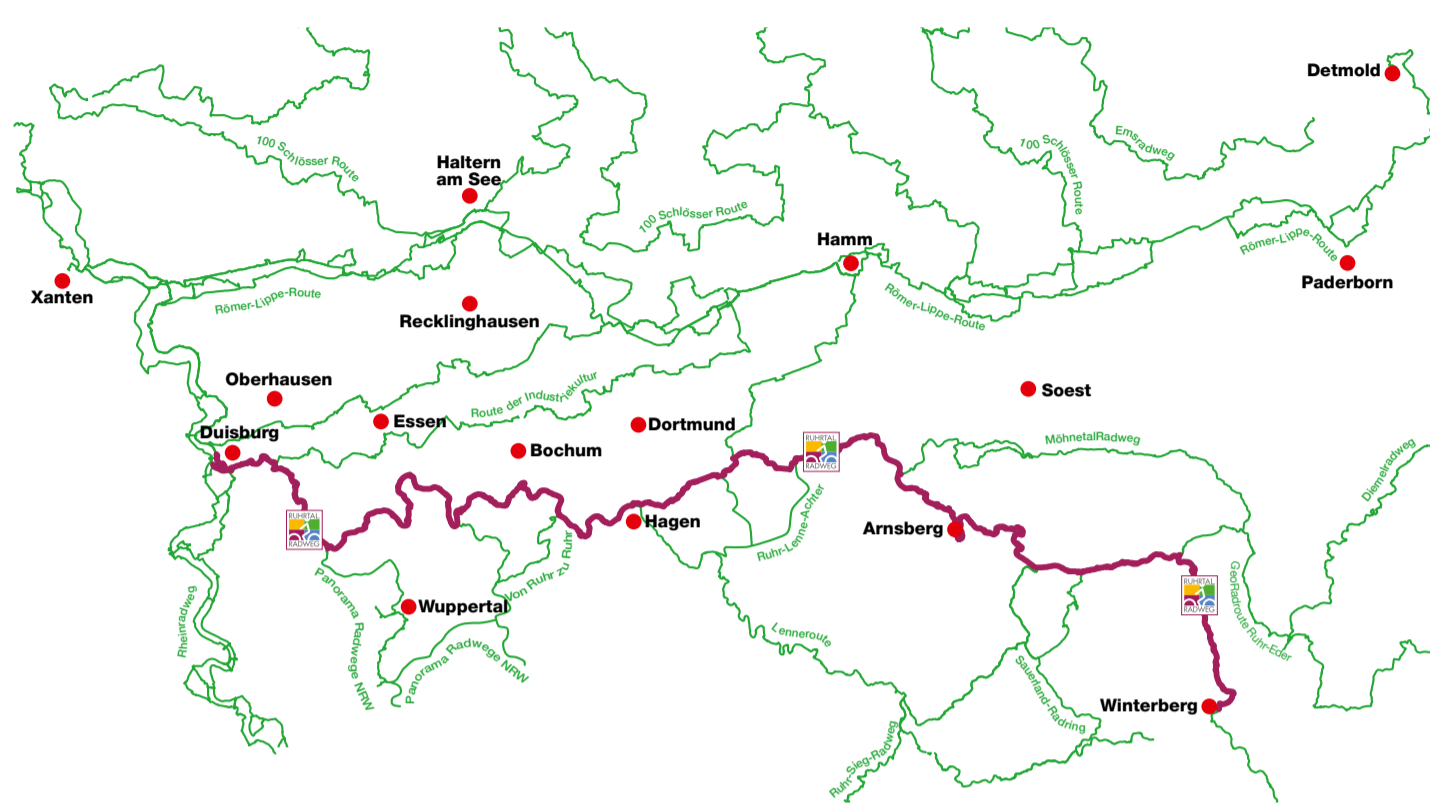 Detmold
Emsradweg
100 Schlösser Route
100 Schlösser Route
Haltern
am See
100 Schlösser Route
Hamm
Römer-Lippe-Route
Paderborn
Xanten
Römer-Lippe-Route
Römer-Lippe-Route
Recklinghausen
Oberhausen
Route der Industriekultur
Soest
Essen
Dortmund
Duisburg
Bochum
MöhnetalRadweg
Diemelradweg
RUHRTAL
RADWEG
Ruhr-Lenne-Achter
Hagen
Arnsberg
RUHRTAL
RADWEG
Von Ruhr zu Ruhr
Panorama Radwege NRW
Wuppertal
Rheinradweg
Panorama Radwege NRW
RUHRTAL
RADWEG
GeoRadroute Ruhr-Eder
Lenneroute
Sauerland-Radring
Winterberg
Ruhr-Sieg-Radweg